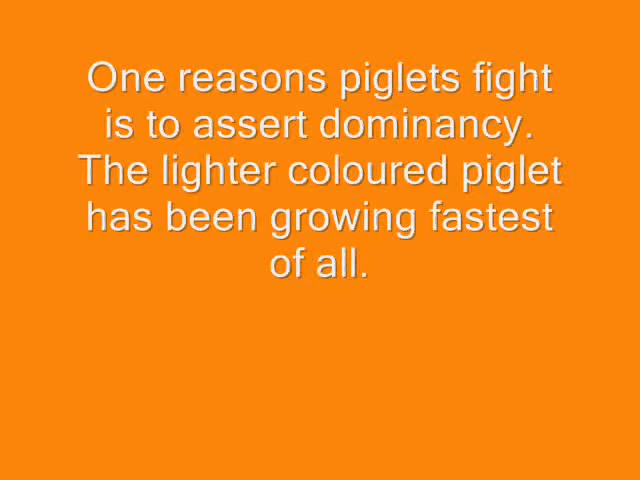 One reasons piglets fight
is to assert dominancy.
The lighter coloured piglet
has been growing fastest
of all.